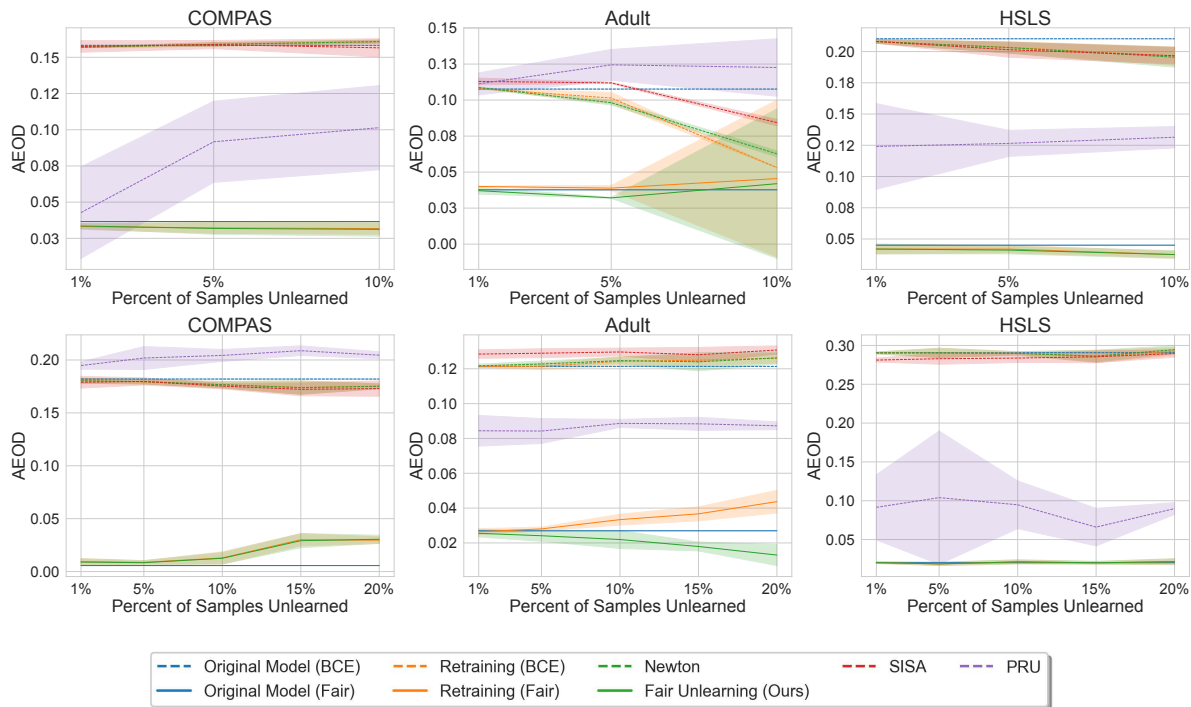 COMPAS
Adult
HSLS
AEOD
0.15
0.12
0.10
0.08
0.05
0.03
1%
5%
10%
Percent of Samples Unlearned
AEOD
0.15
0.13
0.10
0.08
0.05
0.03
0.00
1%
5%
10%
Percent of Samples Unlearned
AEOD
0.20
0.18
0.15
0.12
0.10
0.08
0.05
1%
5%
10%
Percent of Samples Unlearned
COMPAS
Adult
HSLS
AEOD
0.20
0.15
0.10
0.05
0.00
1%
5%
10%
15%
20%
Percent of Samples Unlearned
AEOD
0.12
0.10
0.08
0.06
0.04
0.02
1%
5%
10%
15%
20%
Percent of Samples Unlearned
AEOD
0.30
0.25
0.20
0.15
0.10
0.05
1%
5%
10%
15%
20%
Percent of Samples Unlearned
Original Model (BCE)
Retraining (BCE)
Newton
SISA
PRU
Original Model (Fair)
Retraining (Fair)
Fair Unlearning (Ours)